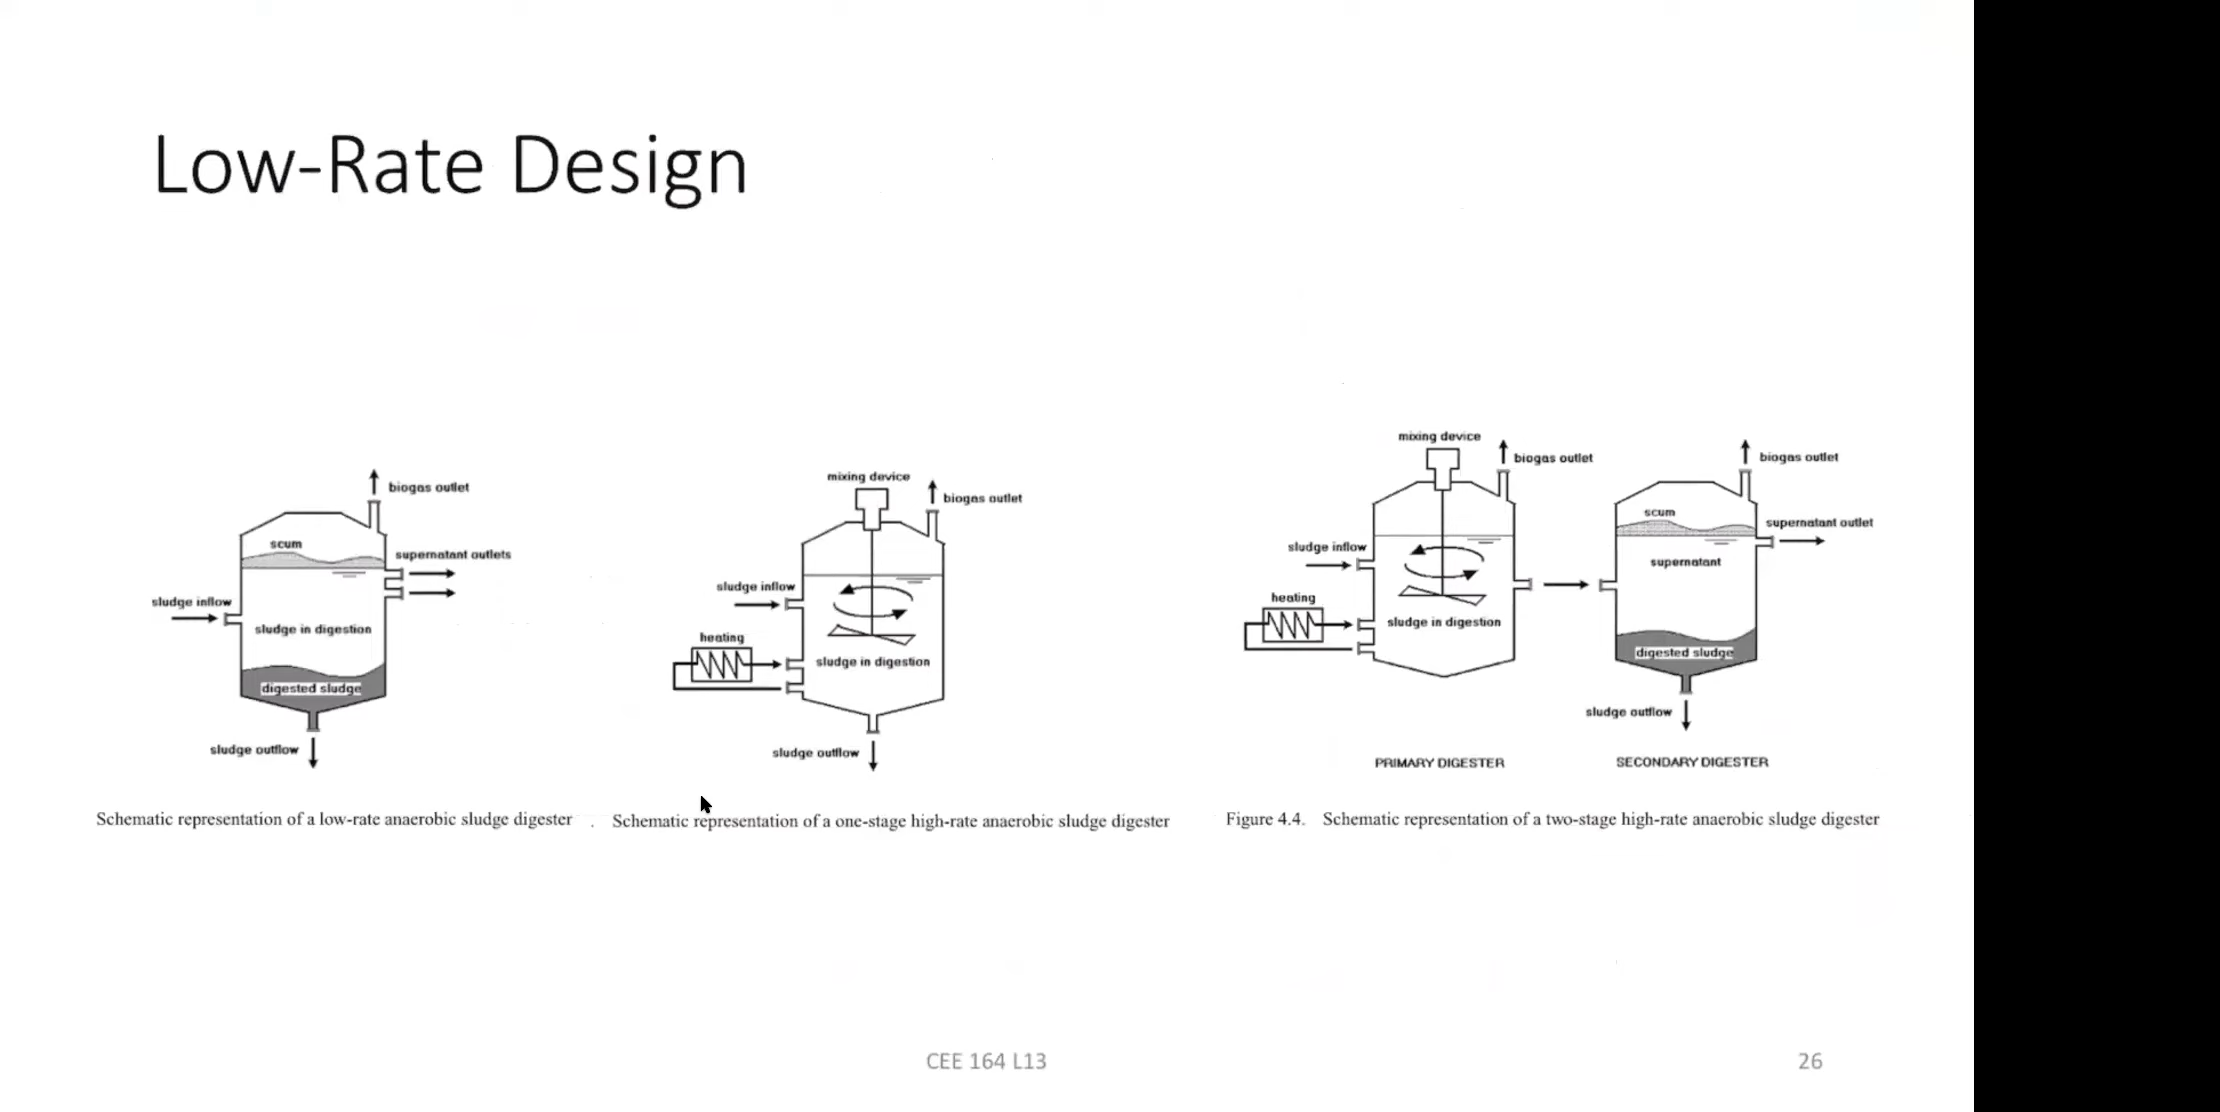 Low-Rate Design
biogas outlet
scum
supernatant outlets
sludge inflow
sludge in digestion
digested sludge
sludge outflow
Schematic representation of a low-rate anaerobic sludge digester
mixing device
biogas outlet
sludge inflow
heating
sludge in digestion
sludge outflow
. Schematic representation of a one-stage high-rate anaerobic sludge digester
mixing device
biogas outlet
sludge inflow
heating
sludge in digestion
PRIMARY DIGESTER
biogas outlet
scum
supernatant outlet
supernatant
digested sludge
sludge outflow
SECONDARY DIGESTER
Figure 4.4. Schematic representation of a two-stage high-rate anaerobic sludge digester
CEE 164 L13
26